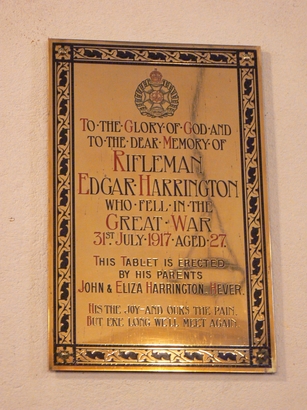 TO·THE·GLORY·OF·GOD·AND
TO·THE·DEAR·MEMORY·OF
RIFLEMAN
EDGAR·HARRINGTON
WHO·FELL·IN·THE
GREAT·WAR
31ST JULY·1917·AGED·27.
THIS TABLET IS ERECTED
BY HIS PARENTS
JOHN & ELIZA HARRINGTON. HEVER.
HIS THE JOY–AND OURS THE PAIN.
BUT ERE LONG WE'LL MEET AGAIN.